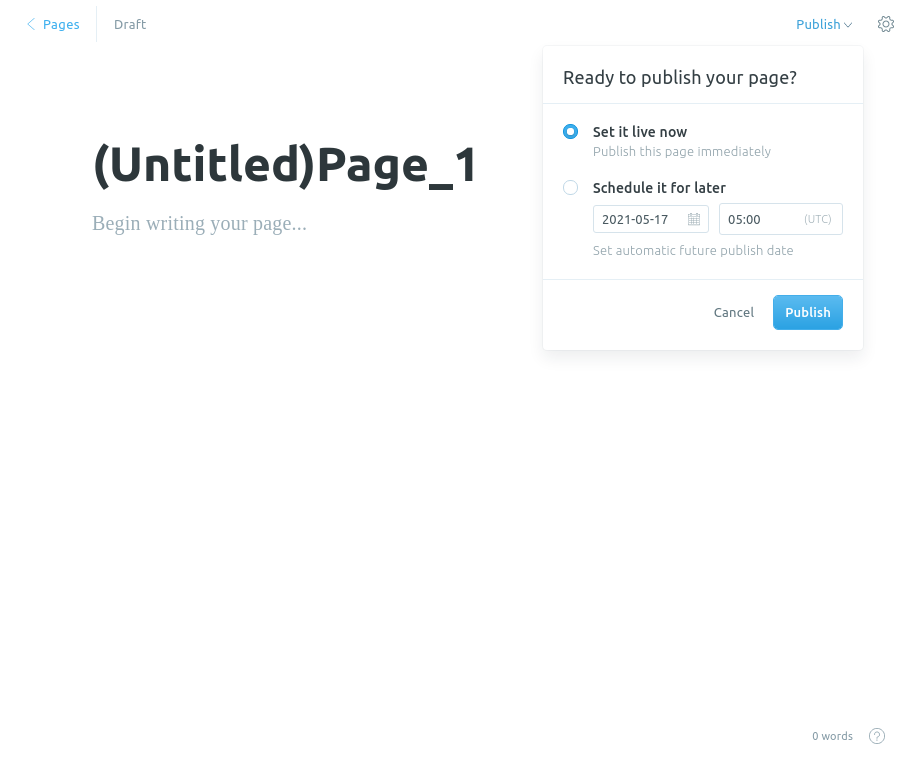 Pages
Draft
Publish
Ready to publish your page?
Set it live now
Publish this page immediately
Schedule it for later
2021-05-17
05:00 (UTC)
Set automatic future publish date
Cancel
Publish
(Untitled)Page_1
Begin writing your page...
0 words
?